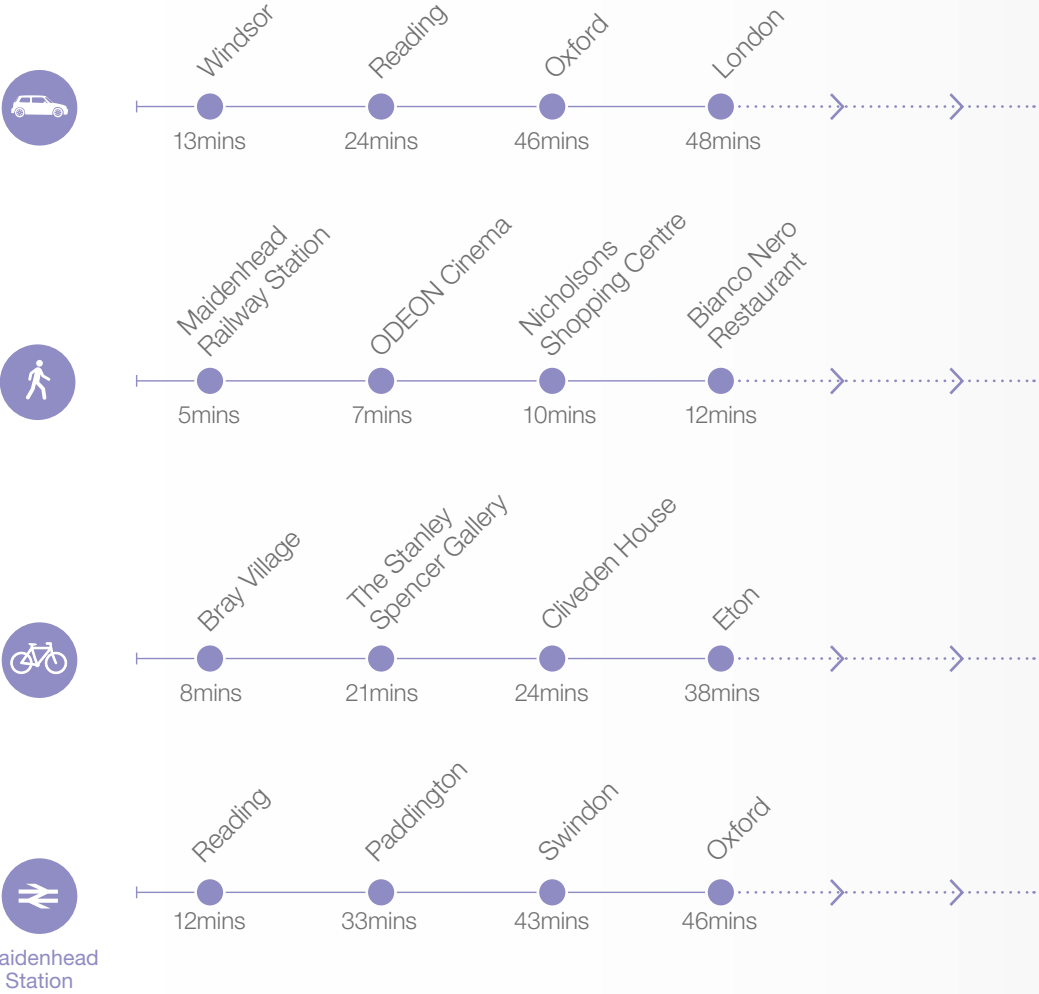 Windsor
Reading
Oxford
London
13mins
24mins
46mins
48mins
Maidenhead
Railway Station
ODEON Cinema
Nicholsons
Shopping Centre
Bianco Nero
Restaurant
5mins
7mins
10mins
12mins
Bray Village
The Stanley
Spencer Gallery
Cliveden House
Eton
8mins
21mins
24mins
38mins
Reading
Paddington
Swindon
Oxford
12mins
33mins
43mins
46mins
aidenhead
Station